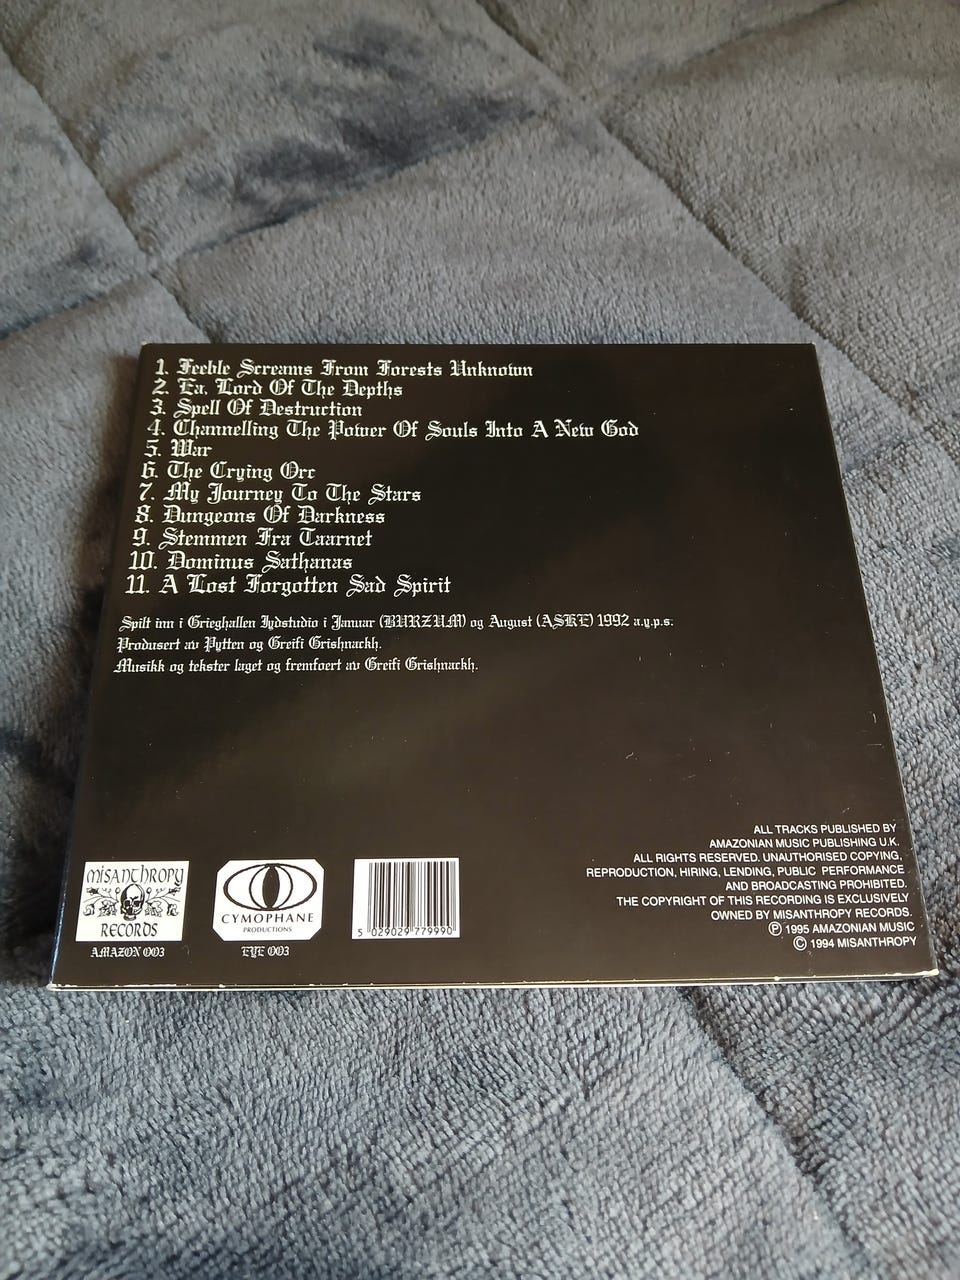 1. Feeble Screams From Forests Unknown
2. Ea, Lord Of The Depths
3. Spell Of Destruction
4. Channelling The Power Of Souls Into A New God
5. War
6. The Crying Orc
7. My Journey To The Stars
8. Dungeons Of Darkness
9. Stemmen Fra Taarnet
10. Dominus Sathanas
11. A Lost Forgotten Sad Spirit
Spilt inn i Grieghallen Lydstudio i Januar (BURZUM) og August (ASKE) 1992 a.y.p.s.
Produsert av Pytten og Greifi Grishnackh.
Musikk og tekster laget og fremfoert av Greifi Grishnackh.
misanthropy
RECORDS
AMAZON 003
CYMOPHANE
PRODUCTIONS
EYE 003
5 029029 779990
ALL TRACKS PUBLISHED BY
AMAZONIAN MUSIC PUBLISHING U.K.
ALL RIGHTS RESERVED. UNAUTHORISED COPYING,
REPRODUCTION, HIRING, LENDING, PUBLIC PERFORMANCE
AND BROADCASTING PROHIBITED.
THE COPYRIGHT OF THIS RECORDING IS EXCLUSIVELY
OWNED BY MISANTHROPY RECORDS.
Ⓟ 1995 AMAZONIAN MUSIC
© 1994 MISANTHROPY